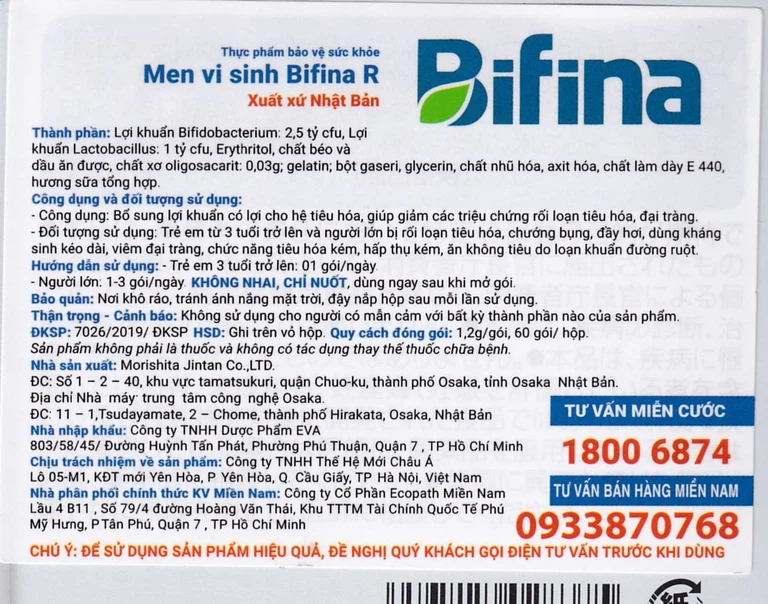 Thực phẩm bảo vệ sức khỏe
Men vi sinh Bifina R
Xuất xứ Nhật Bản
Bifina
Thành phần: Lợi khuẩn Bifidobacterium: 2,5 tỷ cfu, Lợi
khuẩn Lactobacillus: 1 tỷ cfu, Erythritol, chất béo và
dầu ăn được, chất xơ oligosacarit: 0,03g; gelatin; bột gaseri, glycerin, chất nhũ hóa, axit hóa, chất làm dày E 440,
hương sữa tổng hợp.
Công dụng và đối tượng sử dụng:
- Công dụng: Bổ sung lợi khuẩn có lợi cho hệ tiêu hóa, giúp giảm các triệu chứng rối loạn tiêu hóa, đại tràng.
- Đối tượng sử dụng: Trẻ em từ 3 tuổi trở lên và người lớn bị rối loạn tiêu hóa, chướng bụng, đầy hơi, dùng kháng
sinh kéo dài, viêm đại tràng, chức năng tiêu hóa kém, hấp thụ kém, ăn không tiêu do loạn khuẩn đường ruột.
Hướng dẫn sử dụng: - Trẻ em 3 tuổi trở lên: 01 gói/ngày
- Người lớn: 1-3 gói/ngày. KHÔNG NHAI, CHỈ NUỐT, dùng ngay sau khi mở gói.
Bảo quản: Nơi khô ráo, tránh ánh nắng mặt trời, đậy nắp hộp sau mỗi lần sử dụng.
Thận trọng - Cảnh báo: Không sử dụng cho người có mẫn cảm với bất kỳ thành phần nào của sản phẩm.
ĐKSP: 7026/2019/ ĐKSP HSD: Ghi trên vỏ hộp. Quy cách đóng gói: 1,2g/gói, 60 gói/ hộp.
Sản phẩm không phải là thuốc và không có tác dụng thay thế thuốc chữa bệnh.
Nhà sản xuất: Morishita Jintan Co.,LTD.
ĐC: Số 1 – 2 – 40, khu vực tamatsukuri, quận Chuo-ku, thành phố Osaka, tỉnh Osaka Nhật Bản.
Địa chỉ Nhà máy: trung tâm công nghệ Osaka.
ĐC: 11 – 1,Tsudayamate, 2 – Chome, thành phố Hirakata, Osaka, Nhật Bản
Nhà nhập khẩu: Công ty TNHH Dược Phẩm EVA
803/58/45/ Đường Huỳnh Tấn Phát, Phường Phú Thuận, Quận 7 , TP Hồ Chí Minh
Chịu trách nhiệm về sản phẩm: Công ty TNHH Thế Hệ Mới Châu Á
Lô 05-M1, KĐT mới Yên Hòa, P. Yên Hòa, Q. Cầu Giấy, TP Hà Nội, Việt Nam
Nhà phân phối chính thức KV Miền Nam: Công ty Cổ Phần Ecopath Miền Nam
Lầu 4 B11 , Số 79/4 đường Hoàng Văn Thái, Khu TTTM Tài Chính Quốc Tế Phú
Mỹ Hưng, P Tân Phú, Quận 7 , TP Hồ Chí Minh
TƯ VẤN MIỄN CƯỚC
1800 6874
TƯ VẤN BÁN HÀNG MIỀN NAM
0933870768
CHÚ Ý: ĐỂ SỬ DỤNG SẢN PHẨM HIỆU QUẢ, ĐỀ NGHỊ QUÝ KHÁCH GỌI ĐIỆN TƯ VẤN TRƯỚC KHI DÙNG